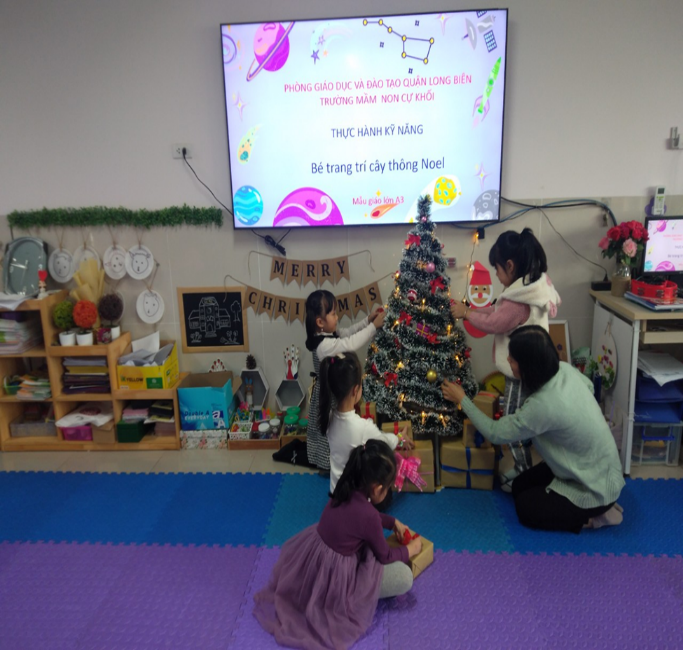 PHÒNG GIÁO DỤC VÀ ĐÀO TẠO QUẬN LONG BIÊN
TRƯỜNG MẦM NON CỰ KHỐI
THỰC HÀNH KỸ NĂNG
Bé trang trí cây thông Noel
Mẫu giáo lớn A3
MERRY
CHRISTMAS